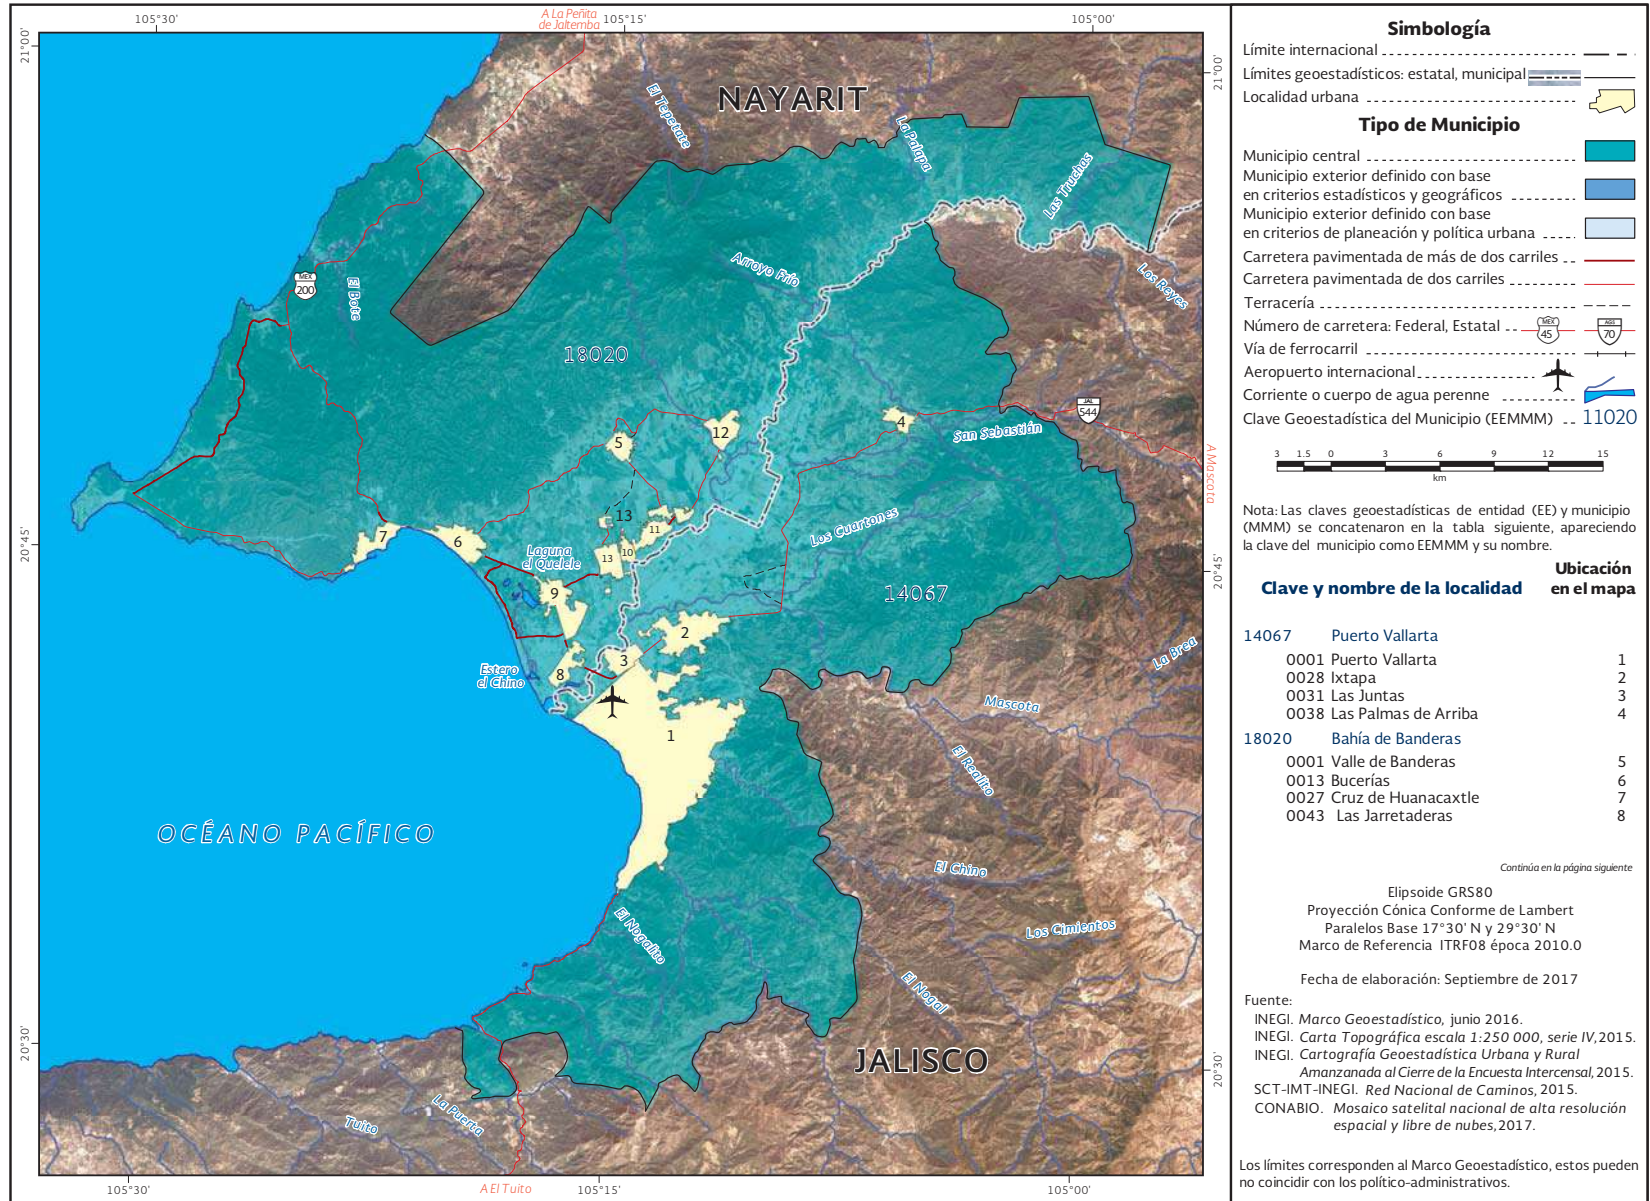 105°30'
A La Peñita
de Jaltemba
105°15'
105°00'
21°00'
21°00'
NAYARIT
El Tepetate
La Palapa
Las Truchas
Los Reyes
Arroyo Frío
MEX
200
El Bote
18020
JAL
544
4
San Sebastián
12
5
A Mascota
13
11
Los Cuartones
7
6
10
13
Laguna
el Quelele
20°45'
20°45'
9
14067
2
3
8
Estero
el Chino
La Brea
Mascota
1
El Realito
OCÉANO PACÍFICO
El Chino
Los Cimientos
El Nogalito
El Nogal
20°30'
20°30'
JALISCO
La Puerta
Tuito
105°30'
A El Tuito
105°15'
105°00'
Simbología
Límite internacional
Límites geoestadísticos: estatal, municipal
Localidad urbana
Tipo de Municipio
Municipio central
Municipio exterior definido con base
en criterios estadísticos y geográficos
Municipio exterior definido con base
en criterios de planeación y política urbana
Carretera pavimentada de más de dos carriles
Carretera pavimentada de dos carriles
Terracería
Número de carretera: Federal, Estatal MEX 45 AGS 70
Vía de ferrocarril
Aeropuerto internacional
Corriente o cuerpo de agua perenne
Clave Geoestadística del Municipio (EEMMM) 11020
3 1.5 0 3 6 9 12 15
km
Nota: Las claves geoestadísticas de entidad (EE) y municipio
(MMM) se concatenaron en la tabla siguiente, apareciendo
la clave del municipio como EEMMM y su nombre.
Clave y nombre de la localidad Ubicación
en el mapa
14067 Puerto Vallarta
0001 Puerto Vallarta 1
0028 Ixtapa 2
0031 Las Juntas 3
0038 Las Palmas de Arriba 4
18020 Bahía de Banderas
0001 Valle de Banderas 5
0013 Bucerías 6
0027 Cruz de Huanacaxtle 7
0043 Las Jarretaderas 8
Continúa en la página siguiente
Elipsoide GRS80
Proyección Cónica Conforme de Lambert
Paralelos Base 17°30' N y 29°30' N
Marco de Referencia ITRF08 época 2010.0
Fecha de elaboración: Septiembre de 2017
Fuente:
INEGI. Marco Geoestadístico, junio 2016.
INEGI. Carta Topográfica escala 1:250 000, serie IV, 2015.
INEGI. Cartografía Geoestadística Urbana y Rural
Amanzanada al Cierre de la Encuesta Intercensal, 2015.
SCT-IMT-INEGI. Red Nacional de Caminos, 2015.
CONABIO. Mosaico satelital nacional de alta resolución
espacial y libre de nubes, 2017.
Los límites corresponden al Marco Geoestadístico, estos pueden
no coincidir con los político-administrativos.